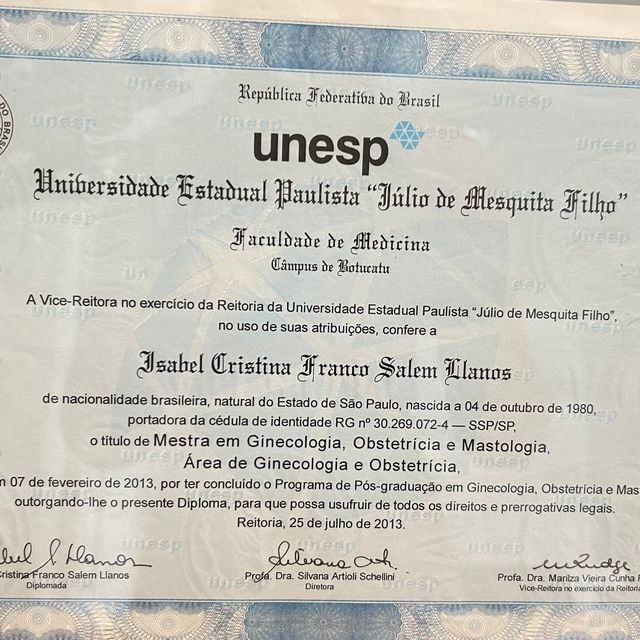 República Federativa do Brasil
unesp
Universidade Estadual Paulista “Júlio de Mesquita Filho”
Faculdade de Medicina
Câmpus de Botucatu
A Vice-Reitora no exercício da Reitoria da Universidade Estadual Paulista “Júlio de Mesquita Filho”,
no uso de suas atribuições, confere a
Isabel Cristina Franco Salem Llanos
de nacionalidade brasileira, natural do Estado de São Paulo, nascida a 04 de outubro de 1980,
portadora da cédula de identidade RG nº 30.269.072-4 — SSP/SP,
o título de Mestra em Ginecologia, Obstetrícia e Mastologia,
Área de Ginecologia e Obstetrícia,
m 07 de fevereiro de 2013, por ter concluído o Programa de Pós-graduação em Ginecologia, Obstetrícia e Mas
outorgando-lhe o presente Diploma, para que possa usufruir de todos os direitos e prerrogativas legais.
Reitoria, 25 de julho de 2013.
Cristina Franco Salem Llanos
Diplomada
Profa. Dra. Silvana Artioli Schellini
Diretora
Profa. Dra. Marilza Vieira Cunha
Vice-Reitora no exercício da Reitoria